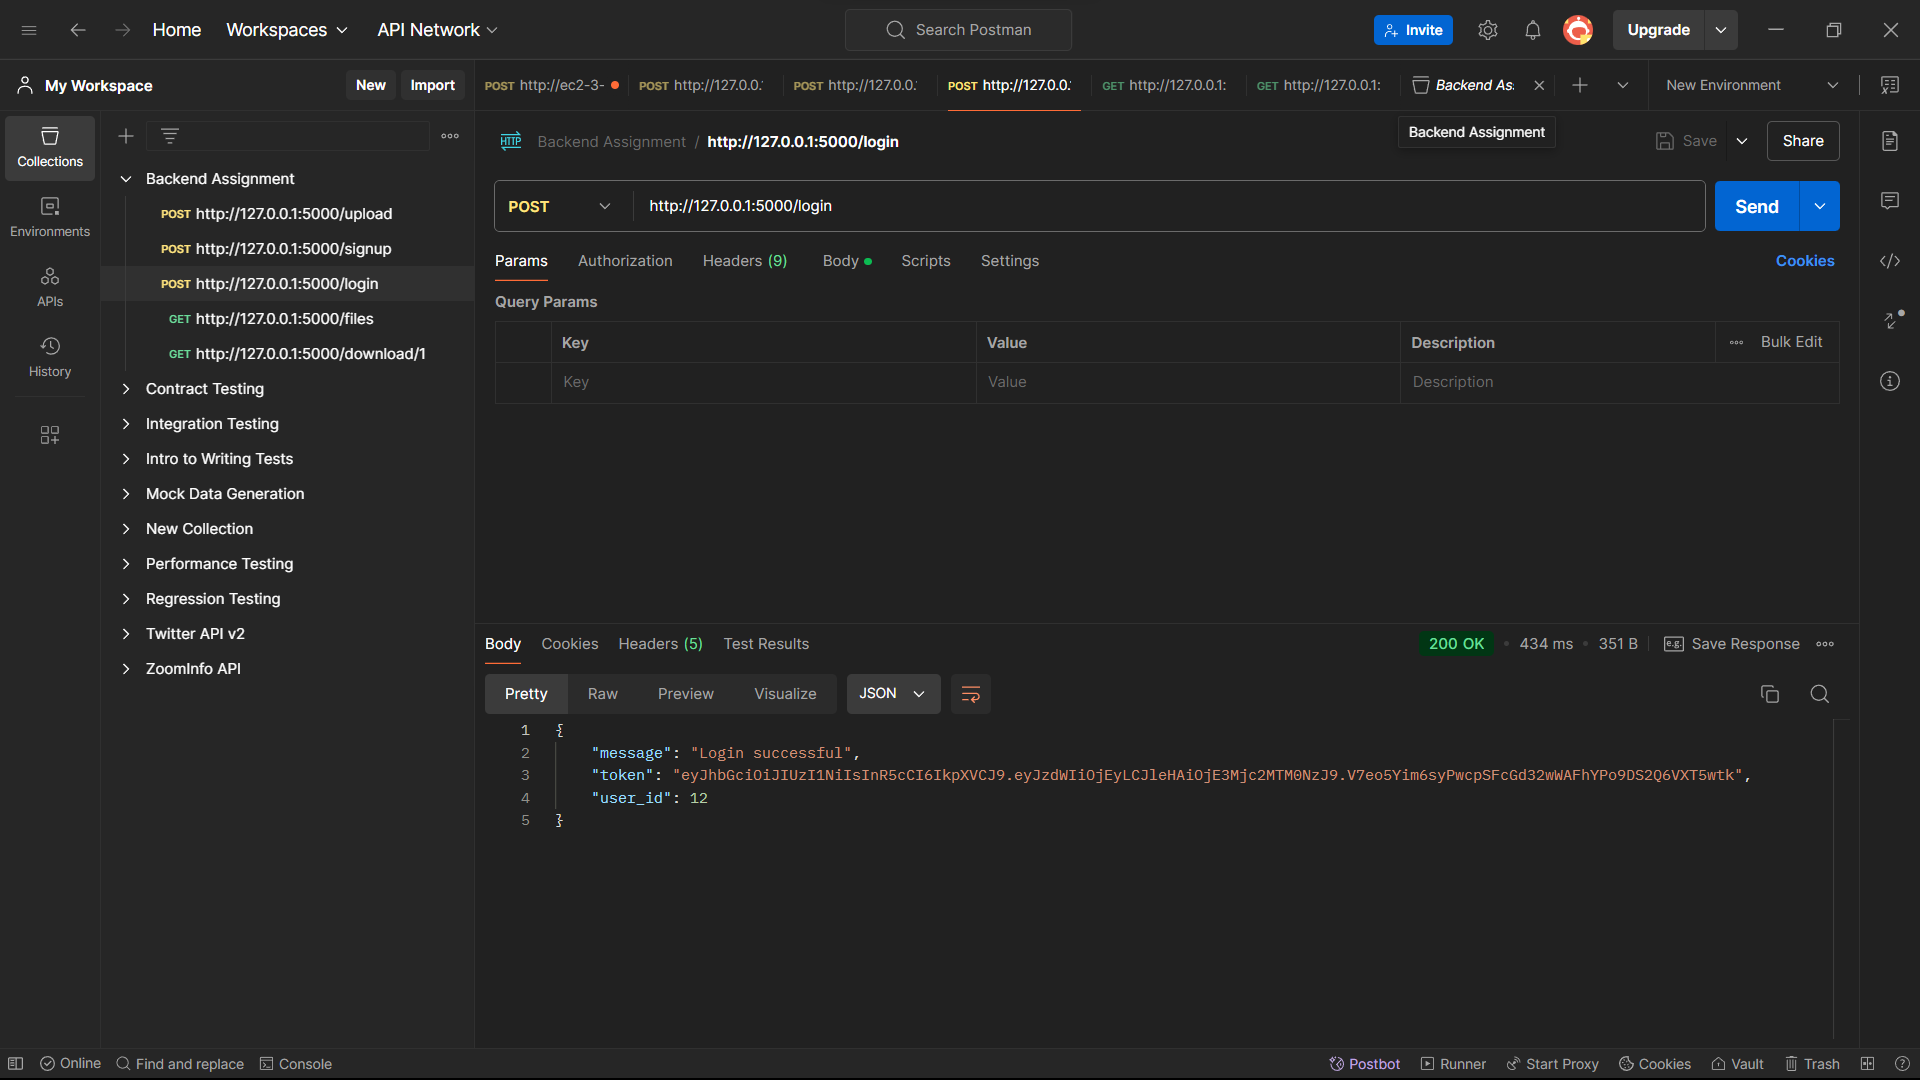 Home Workspaces API Network Search Postman Invite Upgrade
My Workspace New Import POST http://ec2-3- POST http://127.0.0. POST http://127.0.0. POST http://127.0.0. GET http://127.0.0.1: GET http://127.0.0.1: Backend As New Environment
Backend Assignment
Collections
Environments
APIs
History
Backend Assignment
POST http://127.0.0.1:5000/upload
POST http://127.0.0.1:5000/signup
POST http://127.0.0.1:5000/login
GET http://127.0.0.1:5000/files
GET http://127.0.0.1:5000/download/1
Contract Testing
Integration Testing
Intro to Writing Tests
Mock Data Generation
New Collection
Performance Testing
Regression Testing
Twitter API v2
ZoomInfo API
HTTP Backend Assignment / http://127.0.0.1:5000/login Save Share
POST http://127.0.0.1:5000/login Send
Params Authorization Headers (9) Body Scripts Settings Cookies
Query Params
Key Value Description Bulk Edit
Key Value Description
Body Cookies Headers (5) Test Results 200 OK 434 ms 351 B e.g. Save Response
Pretty Raw Preview Visualize JSON
1 {
2 "message": "Login successful",
3 "token": "eyJhbGciOiJIUzI1NiIsInR5cCI6IkpXVCJ9.eyJzdWIiOjEyLCJleHAiOjE3Mjc2MTM0NzJ9.V7eo5Yim6syPwcpSFcGd32wWAFhYPo9DS2Q6VXT5wtk",
4 "user_id": 12
5 }
Online Find and replace Console Postbot Runner Start Proxy Cookies Vault Trash